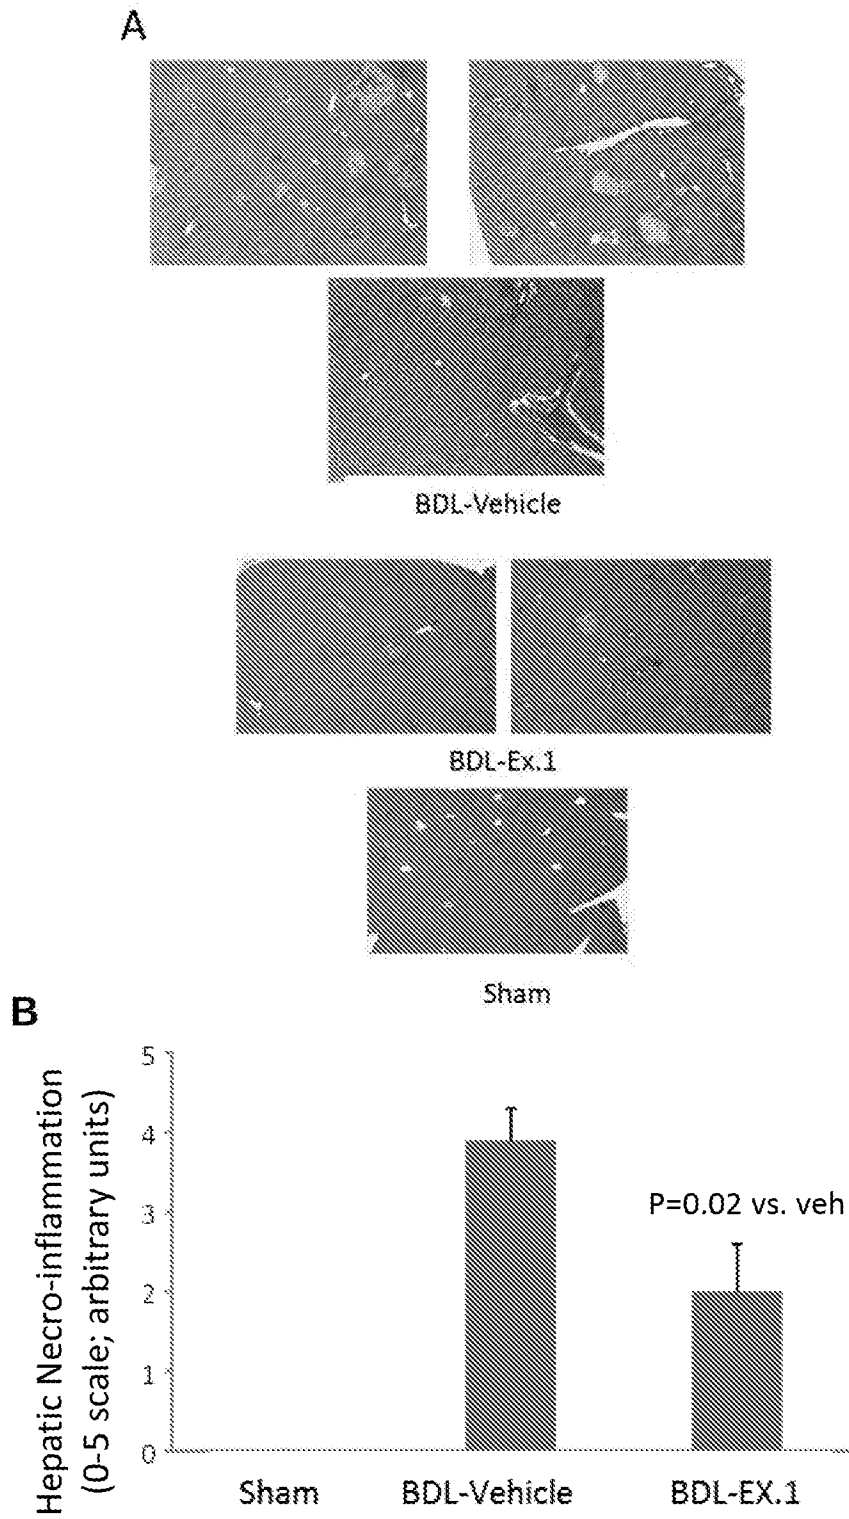 A
BDL-Vehicle
BDL-Ex.1
Sham
B
Hepatic Necro-inflammation
(0-5 scale; arbitrary units)
5
4
3
2
1
0
P=0.02 vs. veh
Sham
BDL-Vehicle
BDL-EX.1